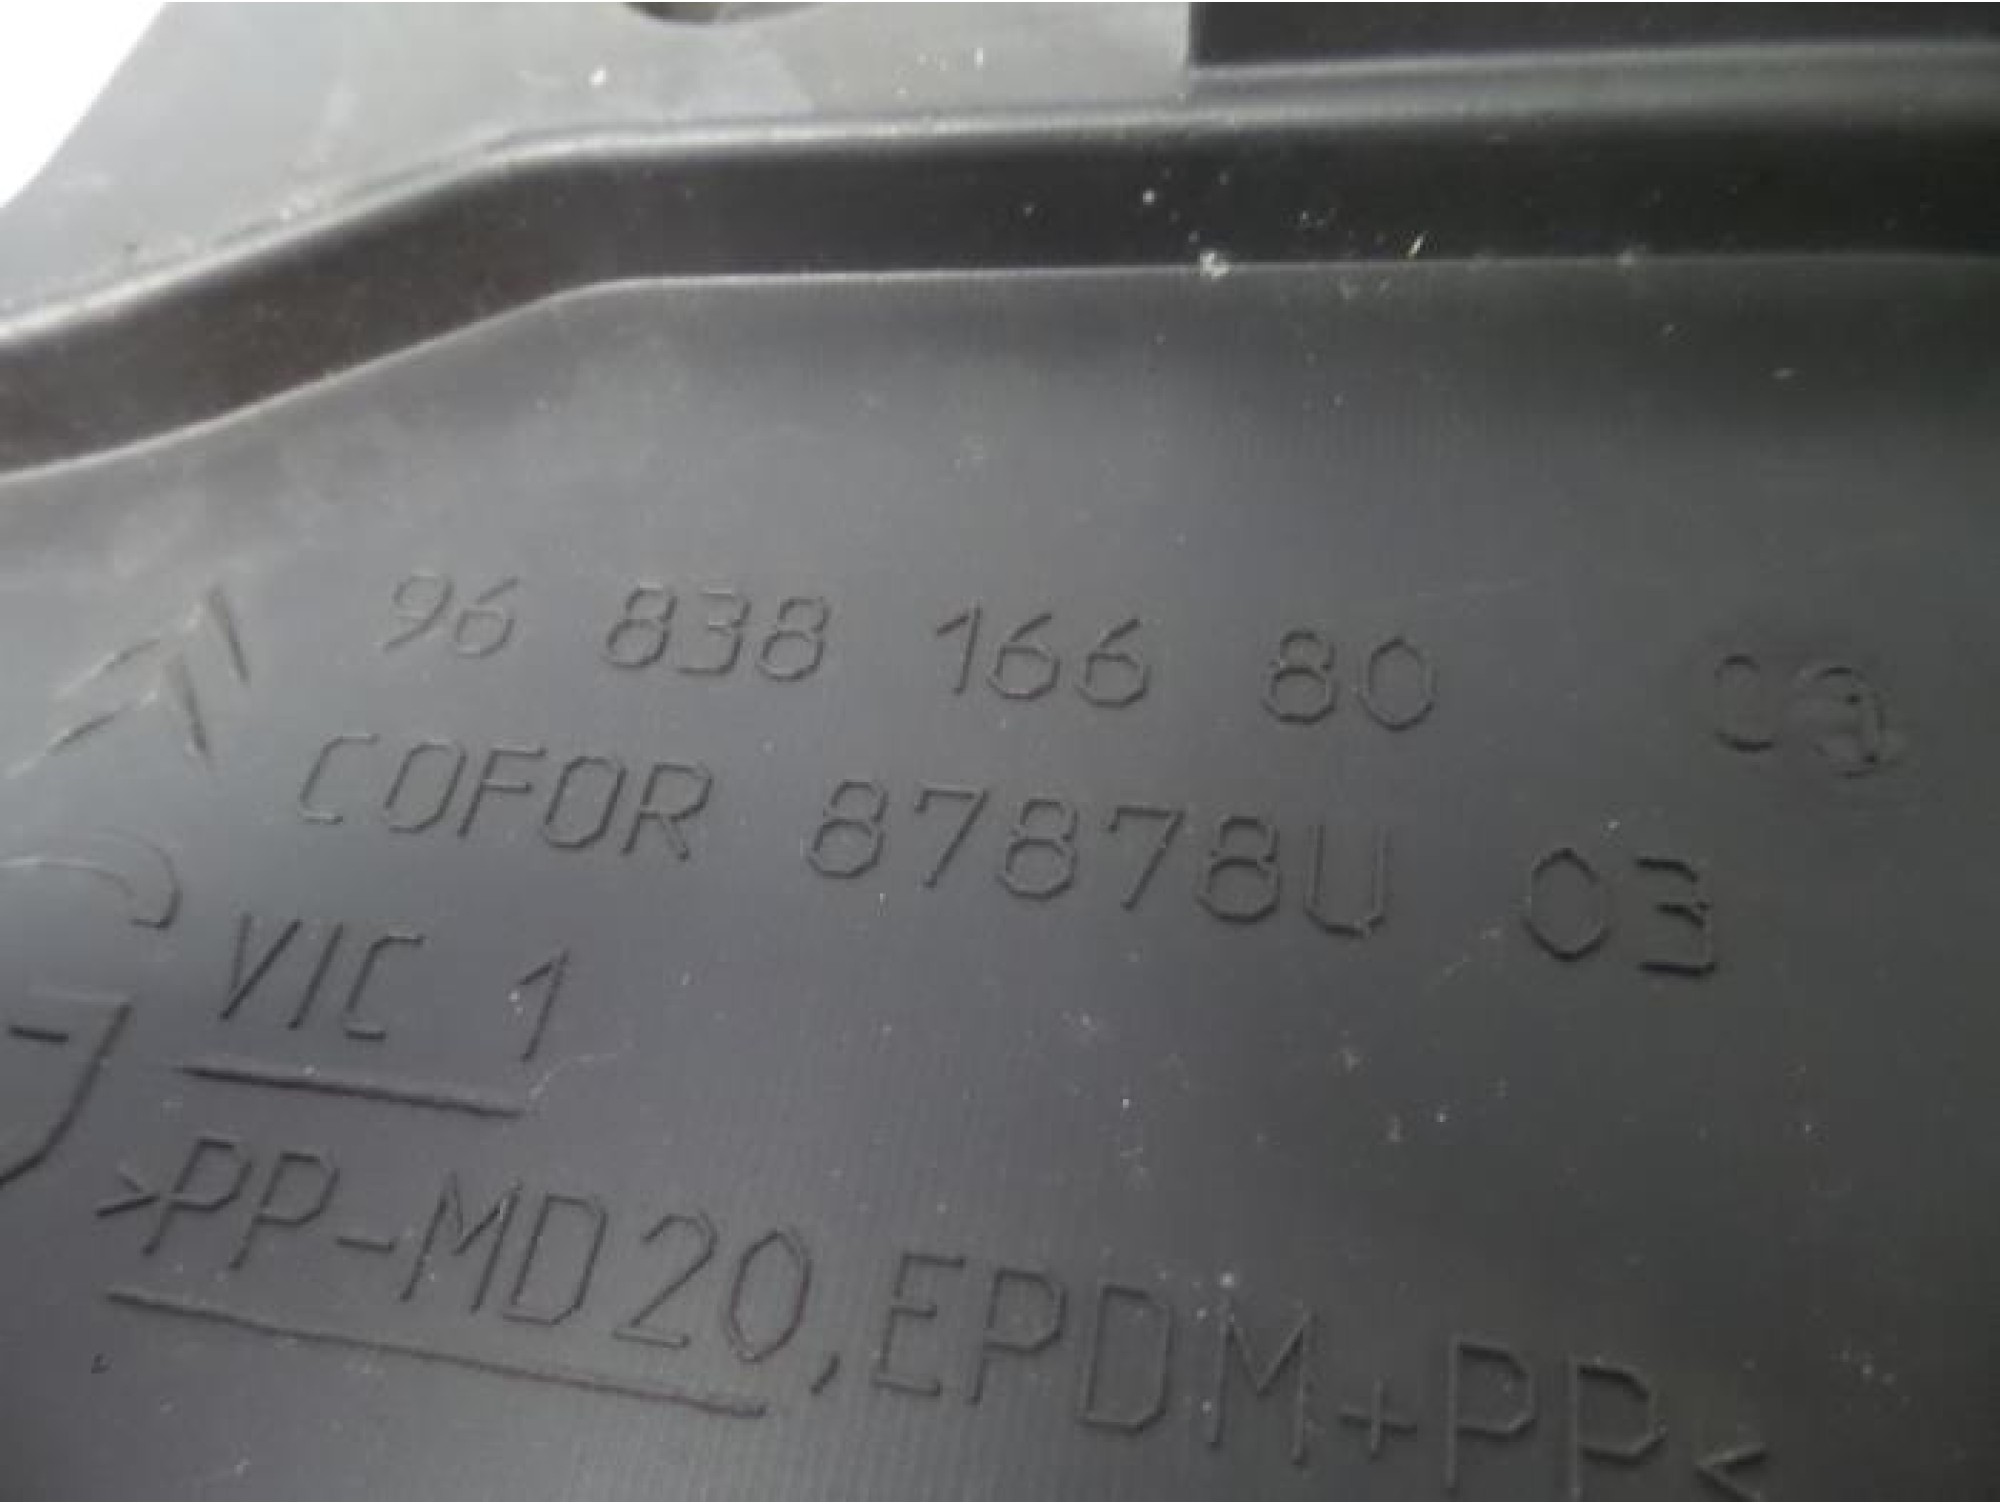 96 838 166 80
COFOR 87878U 03
VIC 1
>PP-MD20,EPDM+PP<